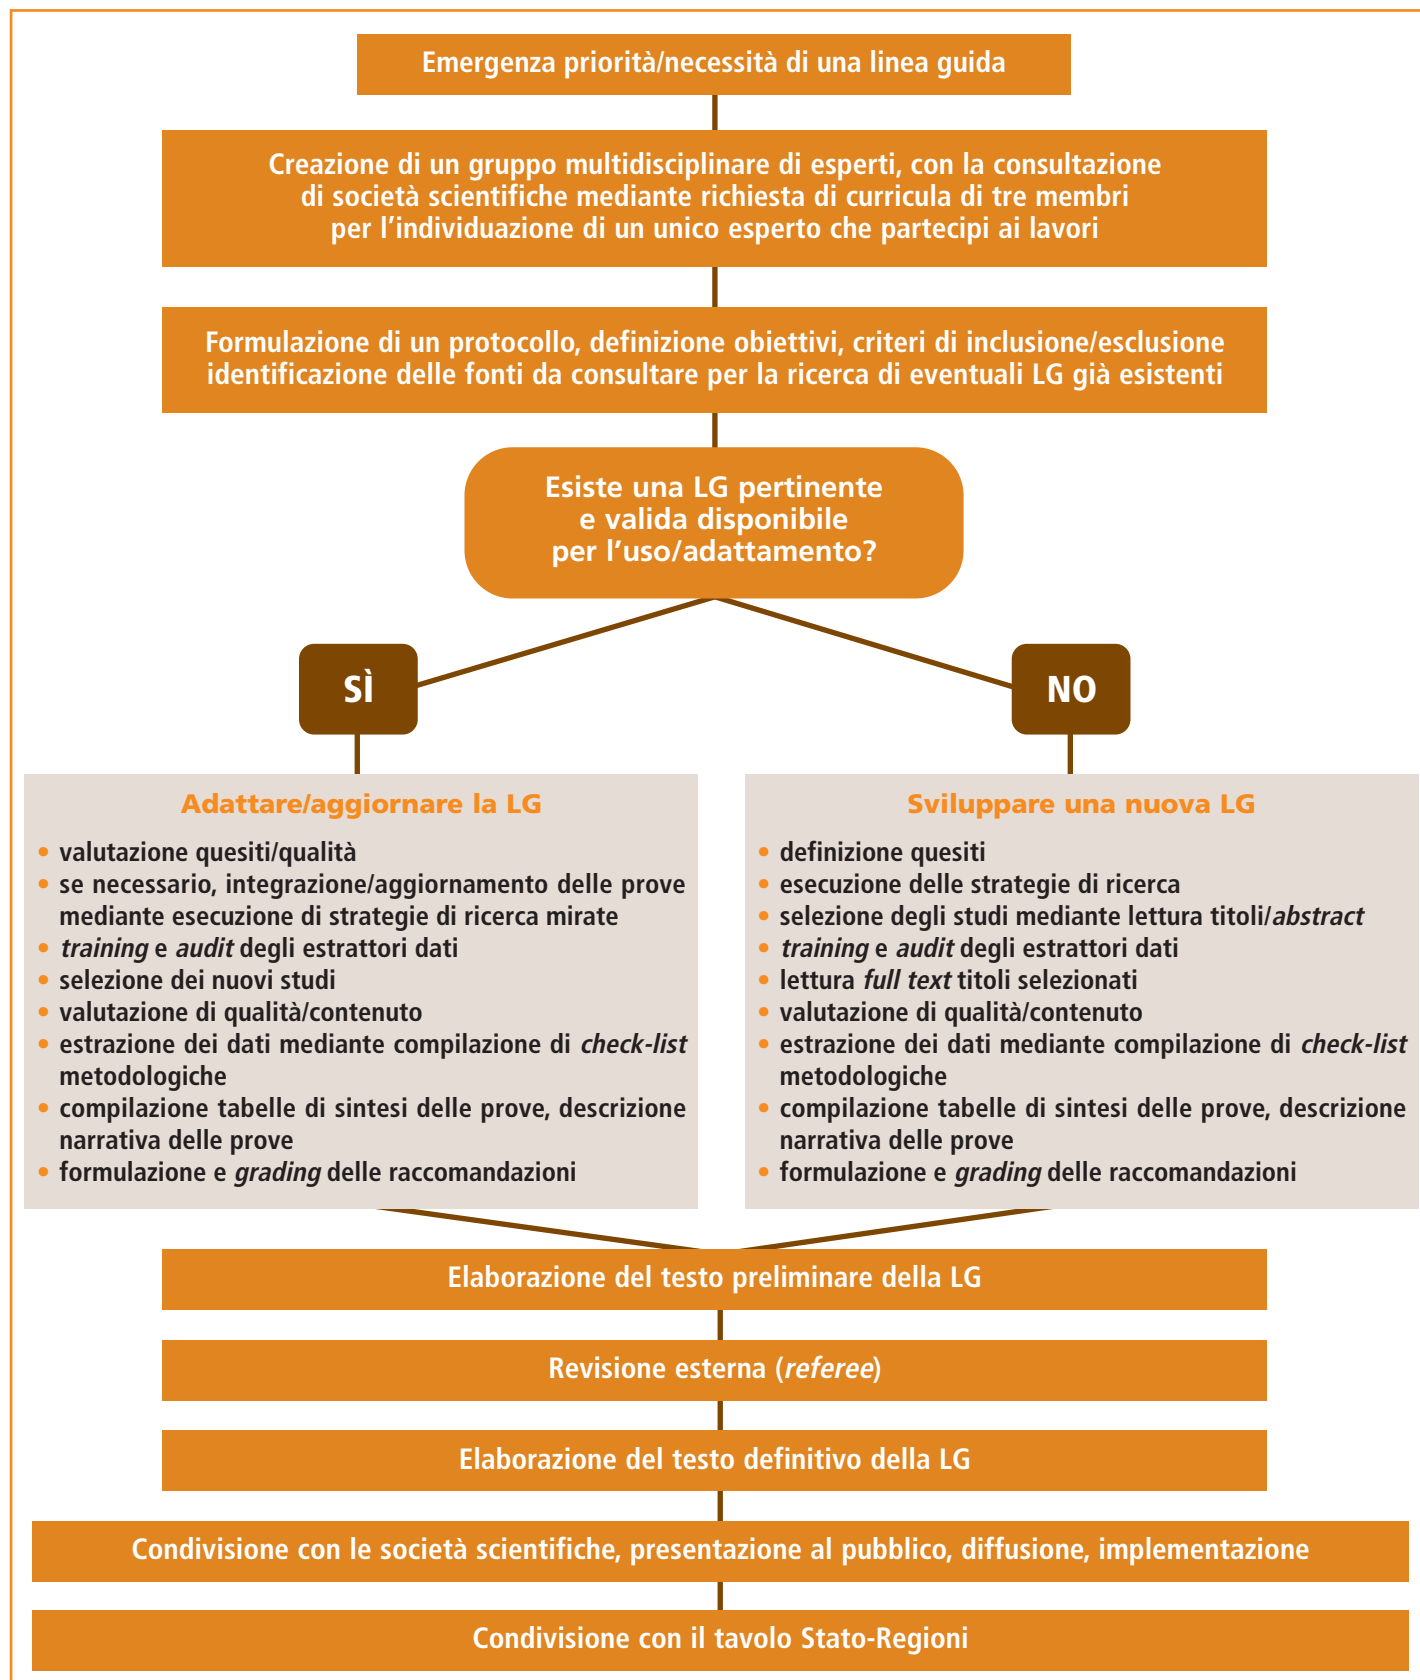 Emergenza priorità/necessità di una linea guida
Creazione di un gruppo multidisciplinare di esperti, con la consultazione
di società scientifiche mediante richiesta di curricula di tre membri
per l'individuazione di un unico esperto che partecipi ai lavori
Formulazione di un protocollo, definizione obiettivi, criteri di inclusione/esclusione
identificazione delle fonti da consultare per la ricerca di eventuali LG già esistenti
Esiste una LG pertinente
e valida disponibile
per l'uso/adattamento?
SÌ
NO
Adattare/aggiornare la LG
• valutazione quesiti/qualità
• se necessario, integrazione/aggiornamento delle prove
mediante esecuzione di strategie di ricerca mirate
• training e audit degli estrattori dati
• selezione dei nuovi studi
• valutazione di qualità/contenuto
• estrazione dei dati mediante compilazione di check-list
metodologiche
• compilazione tabelle di sintesi delle prove, descrizione
narrativa delle prove
• formulazione e grading delle raccomandazioni
Sviluppare una nuova LG
• definizione quesiti
• esecuzione delle strategie di ricerca
• selezione degli studi mediante lettura titoli/abstract
• training e audit degli estrattori dati
• lettura full text titoli selezionati
• valutazione di qualità/contenuto
• estrazione dei dati mediante compilazione di check-list
metodologiche
• compilazione tabelle di sintesi delle prove, descrizione
narrativa delle prove
• formulazione e grading delle raccomandazioni
Elaborazione del testo preliminare della LG
Revisione esterna (referee)
Elaborazione del testo definitivo della LG
Condivisione con le società scientifiche, presentazione al pubblico, diffusione, implementazione
Condivisione con il tavolo Stato-Regioni